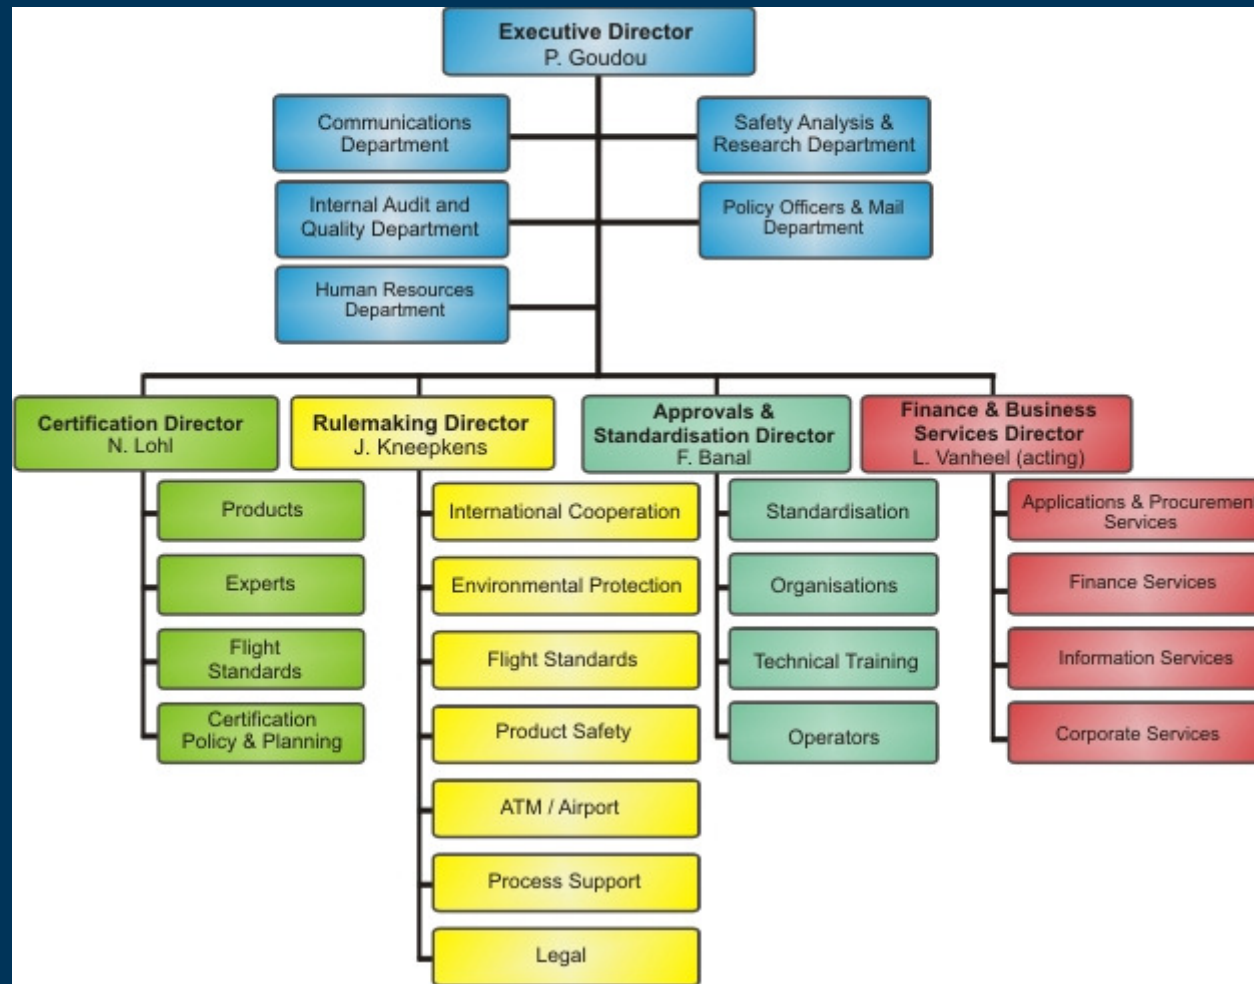 Executive Director
P. Goudou
Communications
Department
Safety Analysis &
Research Department
Internal Audit and
Quality Department
Policy Officers & Mail
Department
Human Resources
Department
Certification Director
N. Lohl
Rulemaking Director
J. Kneepkens
Approvals &
Standardisation Director
F. Banal
Finance & Business
Services Director
L. Vanheel (acting)
Products
Experts
Flight
Standards
Certification
Policy & Planning
International Cooperation
Environmental Protection
Flight Standards
Product Safety
ATM / Airport
Process Support
Legal
Standardisation
Organisations
Technical Training
Operators
Applications & Procuremen
Services
Finance Services
Information Services
Corporate Services